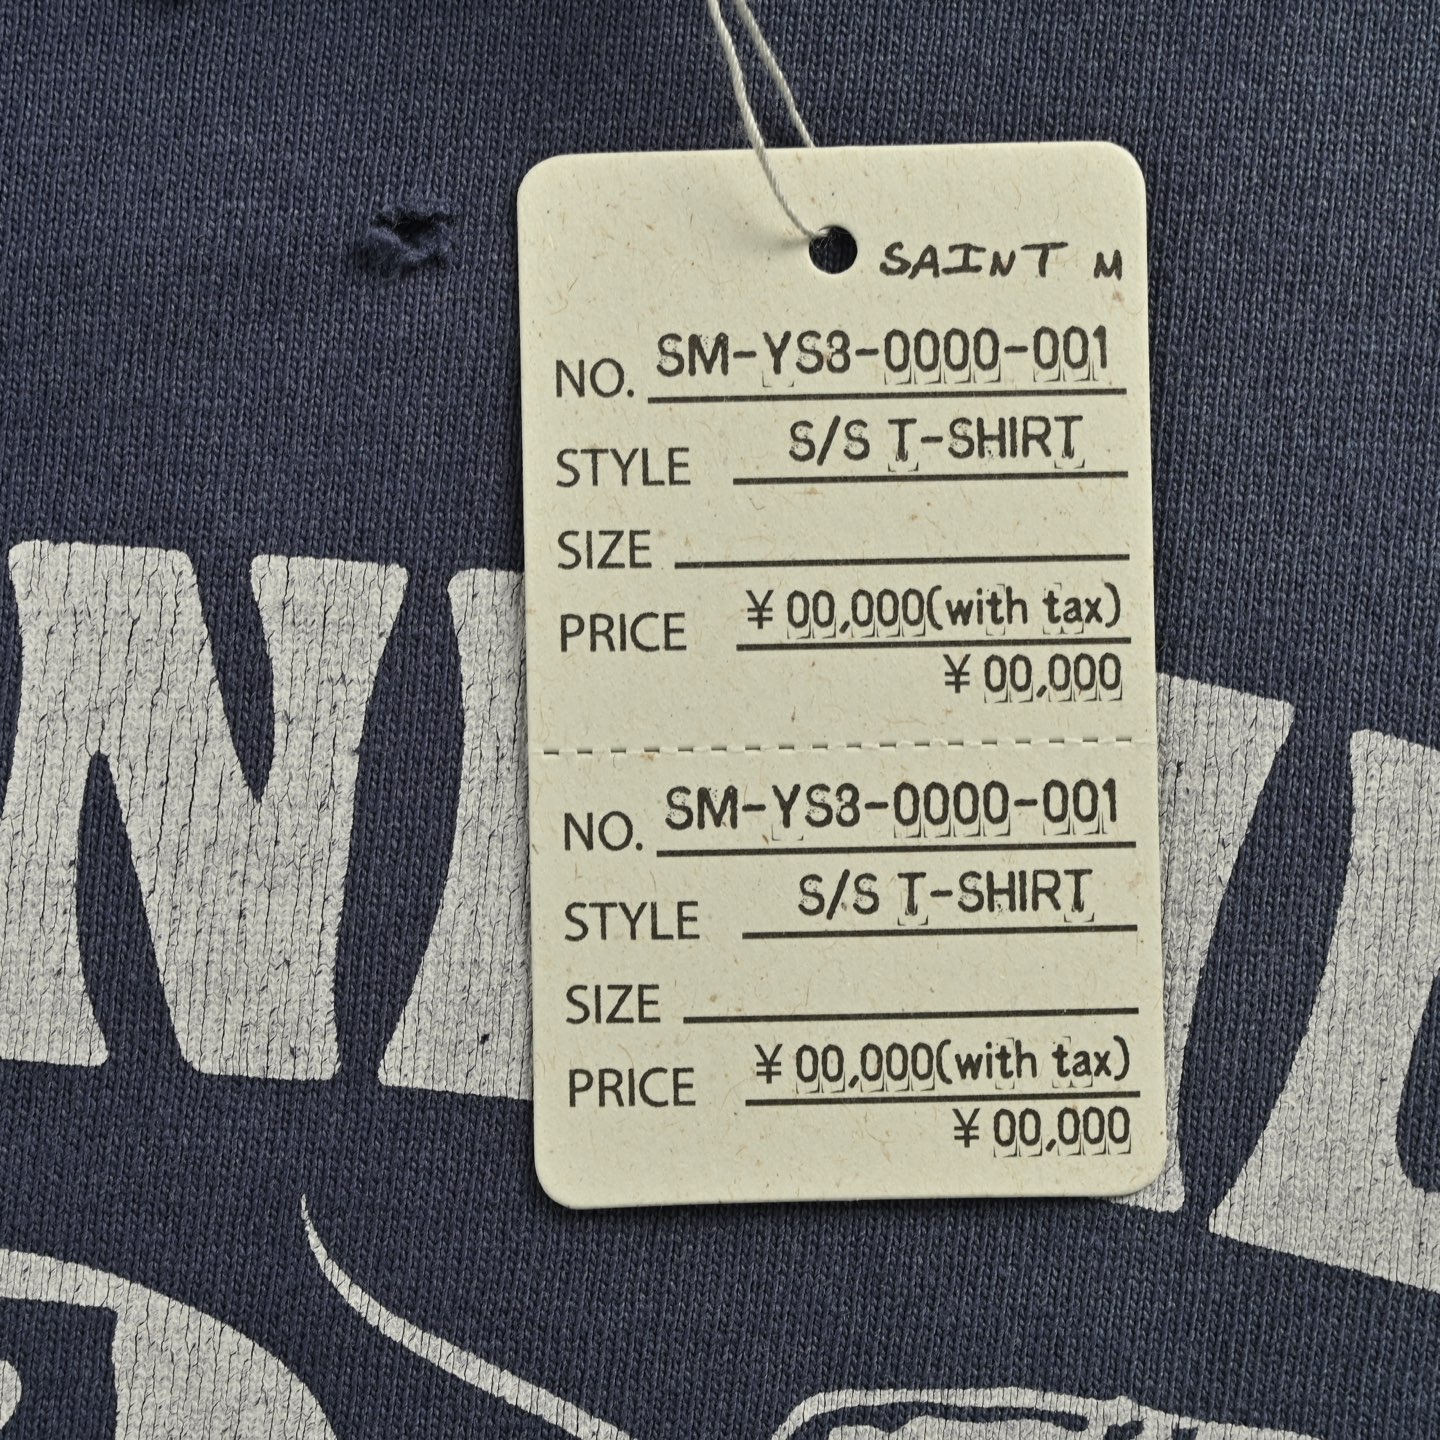 SAINT M
NO. SM-YS8-0000-001
STYLE S/S T-SHIRT
SIZE
PRICE ¥00,000(with tax)
¥00,000
NO. SM-YS8-0000-001
STYLE S/S T-SHIRT
SIZE
PRICE ¥00,000(with tax)
¥00,000